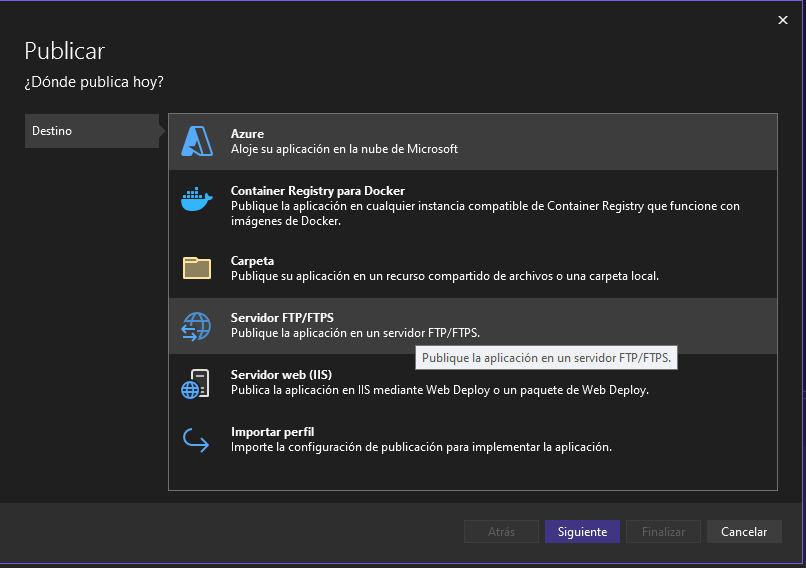 Publicar
¿Dónde publica hoy?
Destino
Azure
Aloje su aplicación en la nube de Microsoft
Container Registry para Docker
Publique la aplicación en cualquier instancia compatible de Container Registry que funcione con
imágenes de Docker.
Carpeta
Publique su aplicación en un recurso compartido de archivos o una carpeta local.
Servidor FTP/FTPS
Publique la aplicación en un servidor FTP/FTPS.
Publique la aplicación en un servidor FTP/FTPS.
Servidor web (IIS)
Publica la aplicación en IIS mediante Web Deploy o un paquete de Web Deploy.
Importar perfil
Importe la configuración de publicación para implementar la aplicación.
Atrás
Siguiente
Finalizar
Cancelar